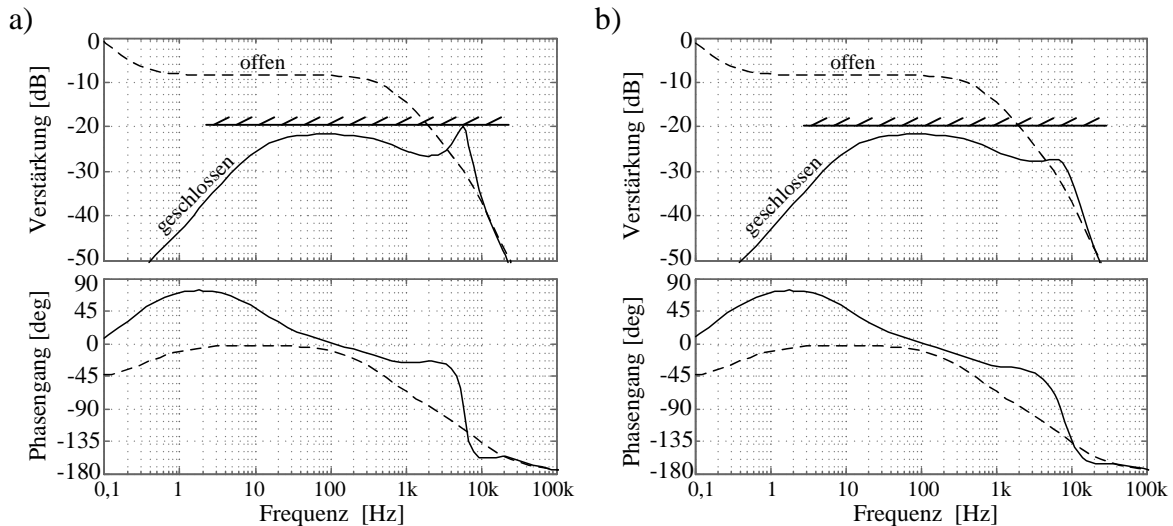 a)
Verstärkung [dB]
0
-10
-20
-30
-40
-50
offen
geschlossen
Phasengang [deg]
90
45
0
-45
-90
-135
-180
0,1 1 10 100 1k 10k 100k
Frequenz [Hz]
b)
Verstärkung [dB]
0
-10
-20
-30
-40
-50
offen
geschlossen
Phasengang [deg]
90
45
0
-45
-90
-135
-180
0,1 1 10 100 1k 10k 100k
Frequenz [Hz]